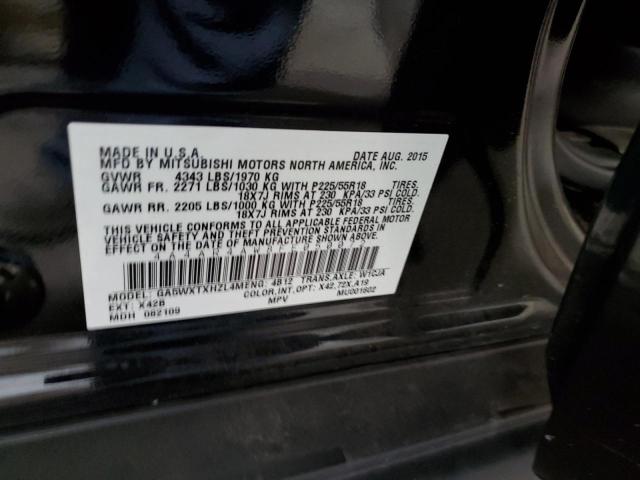 MADE IN U.S.A. DATE AUG. 2015
MFD BY MITSUBISHI MOTORS NORTH AMERICA, INC.
GVWR 4343 LBS/1970 KG
GAWR FR. 2271 LBS/1030 KG WITH P225/55R18 TIRES,
18X7J RIMS AT 230 KPA/33 PSI COLD.
GAWR RR. 2205 LBS/1000 KG WITH P225/55R18 TIRES,
18X7J RIMS AT 230 KPA/33 PSI COLD.
THIS VEHICLE CONFORMS TO ALL APPLICABLE FEDERAL MOTOR
VEHICLE SAFETY AND THEFT PREVENTION STANDARDS IN
EFFECT ON THE DATE OF MANUFACTURE SHOWN ABOVE.
MODEL: GA5WXTXHZL4M ENG: 4B12 TRANS.AXLE: W1CJA
EXT: X42B COLOR,INT,OPT: X42,72X,A19
MDH 082109 MPV MU001802